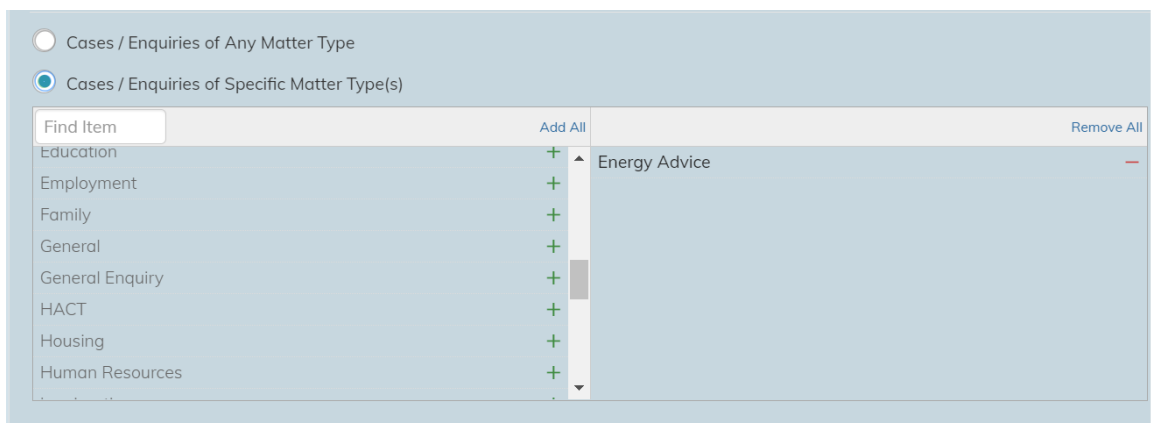 Cases / Enquiries of Any Matter Type
Cases / Enquiries of Specific Matter Type(s)
Find Item
Add All
Remove All
Education
Energy Advice
Employment
Family
General
General Enquiry
HACT
Housing
Human Resources